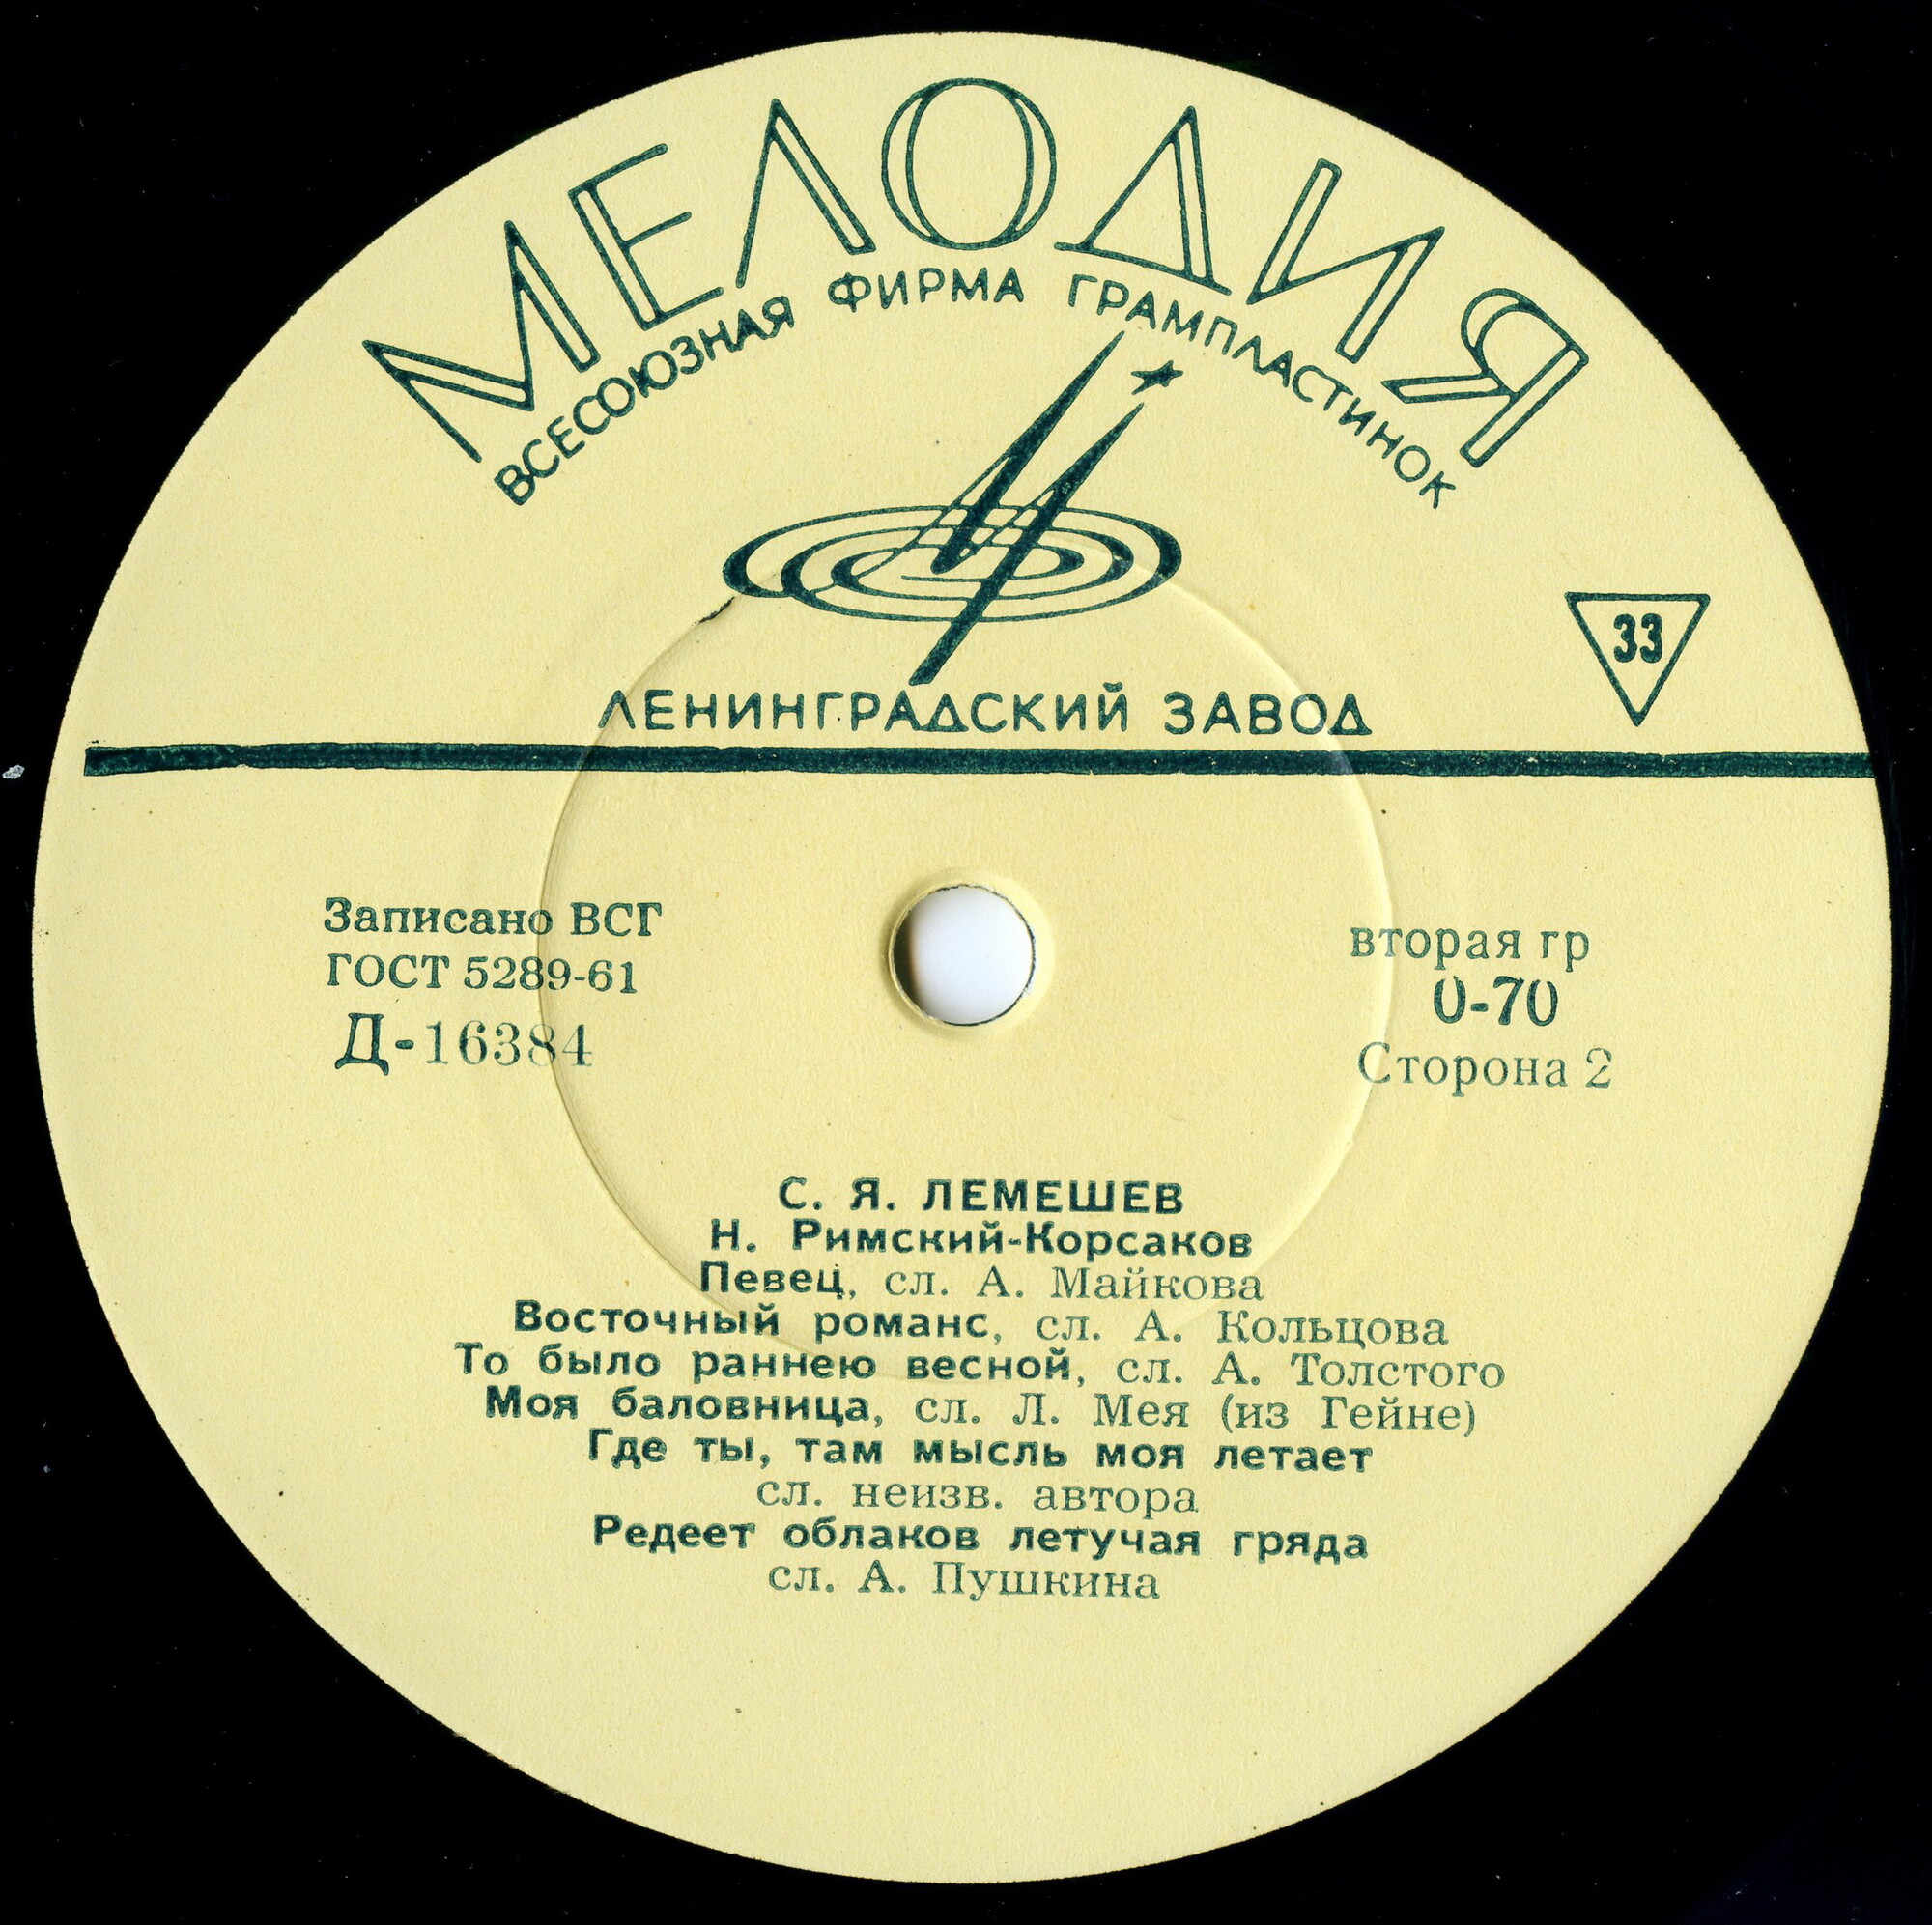 МЕЛОДИЯ
ВСЕСОЮЗНАЯ ФИРМА ГРАМПЛАСТИНОК
33
ЛЕНИНГРАДСКИЙ ЗАВОД
Записано ВСГ
ГОСТ 5289-61
Д-16384
вторая гр
0-70
Сторона 2
С. Я. ЛЕМЕШЕВ
Н. Римский-Корсаков
Певец, сл. А. Майкова
Восточный романс, сл. А. Кольцова
То было раннею весной, сл. А. Толстого
Моя баловница, сл. Л. Мея (из Гейне)
Где ты, там мысль моя летает
сл. неизв. автора
Редеет облаков летучая гряда
сл. А. Пушкина